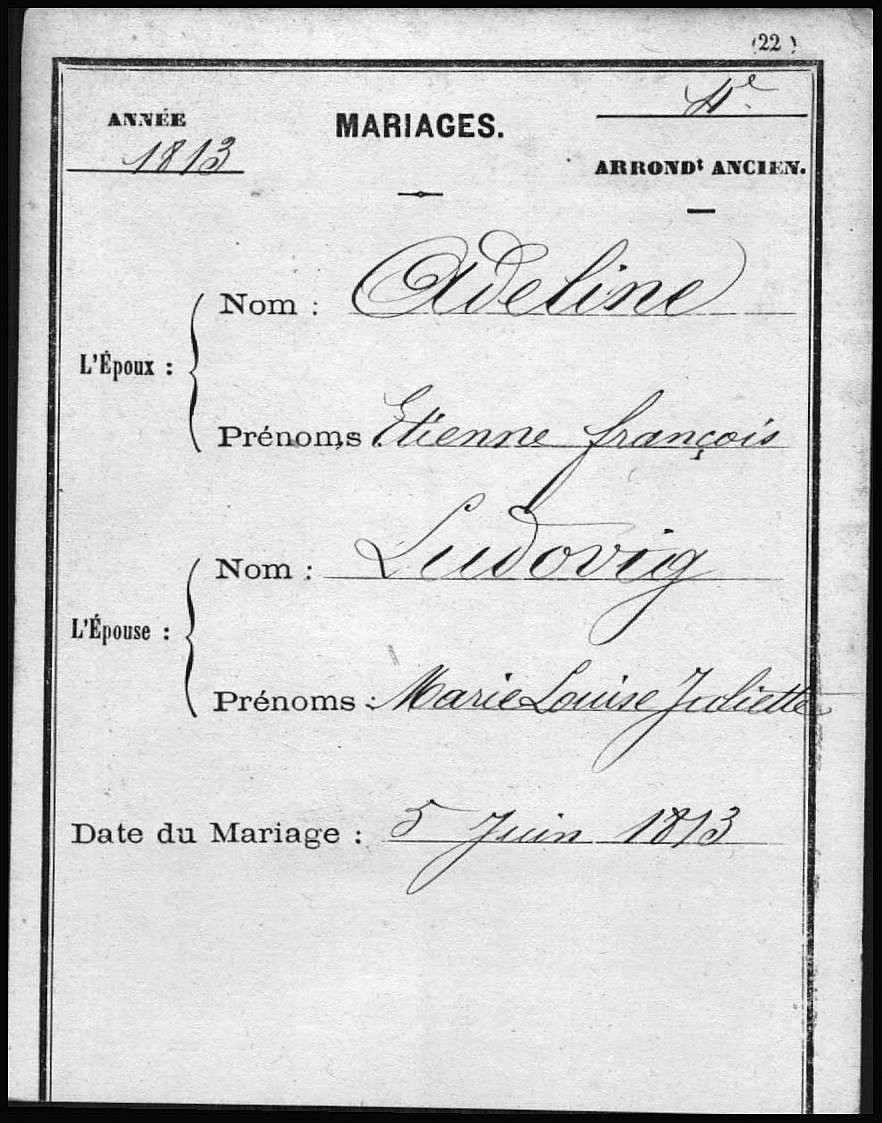 (22)
ANNÉE
1813
MARIAGES.
4e
ARRONDt ANCIEN.
L'Époux :
Nom : Adeline
Prénoms Etienne françois
L'Épouse :
Nom : Ludovig
Prénoms : Marie Louise Juliette
Date du Mariage : 5 Juin 1813